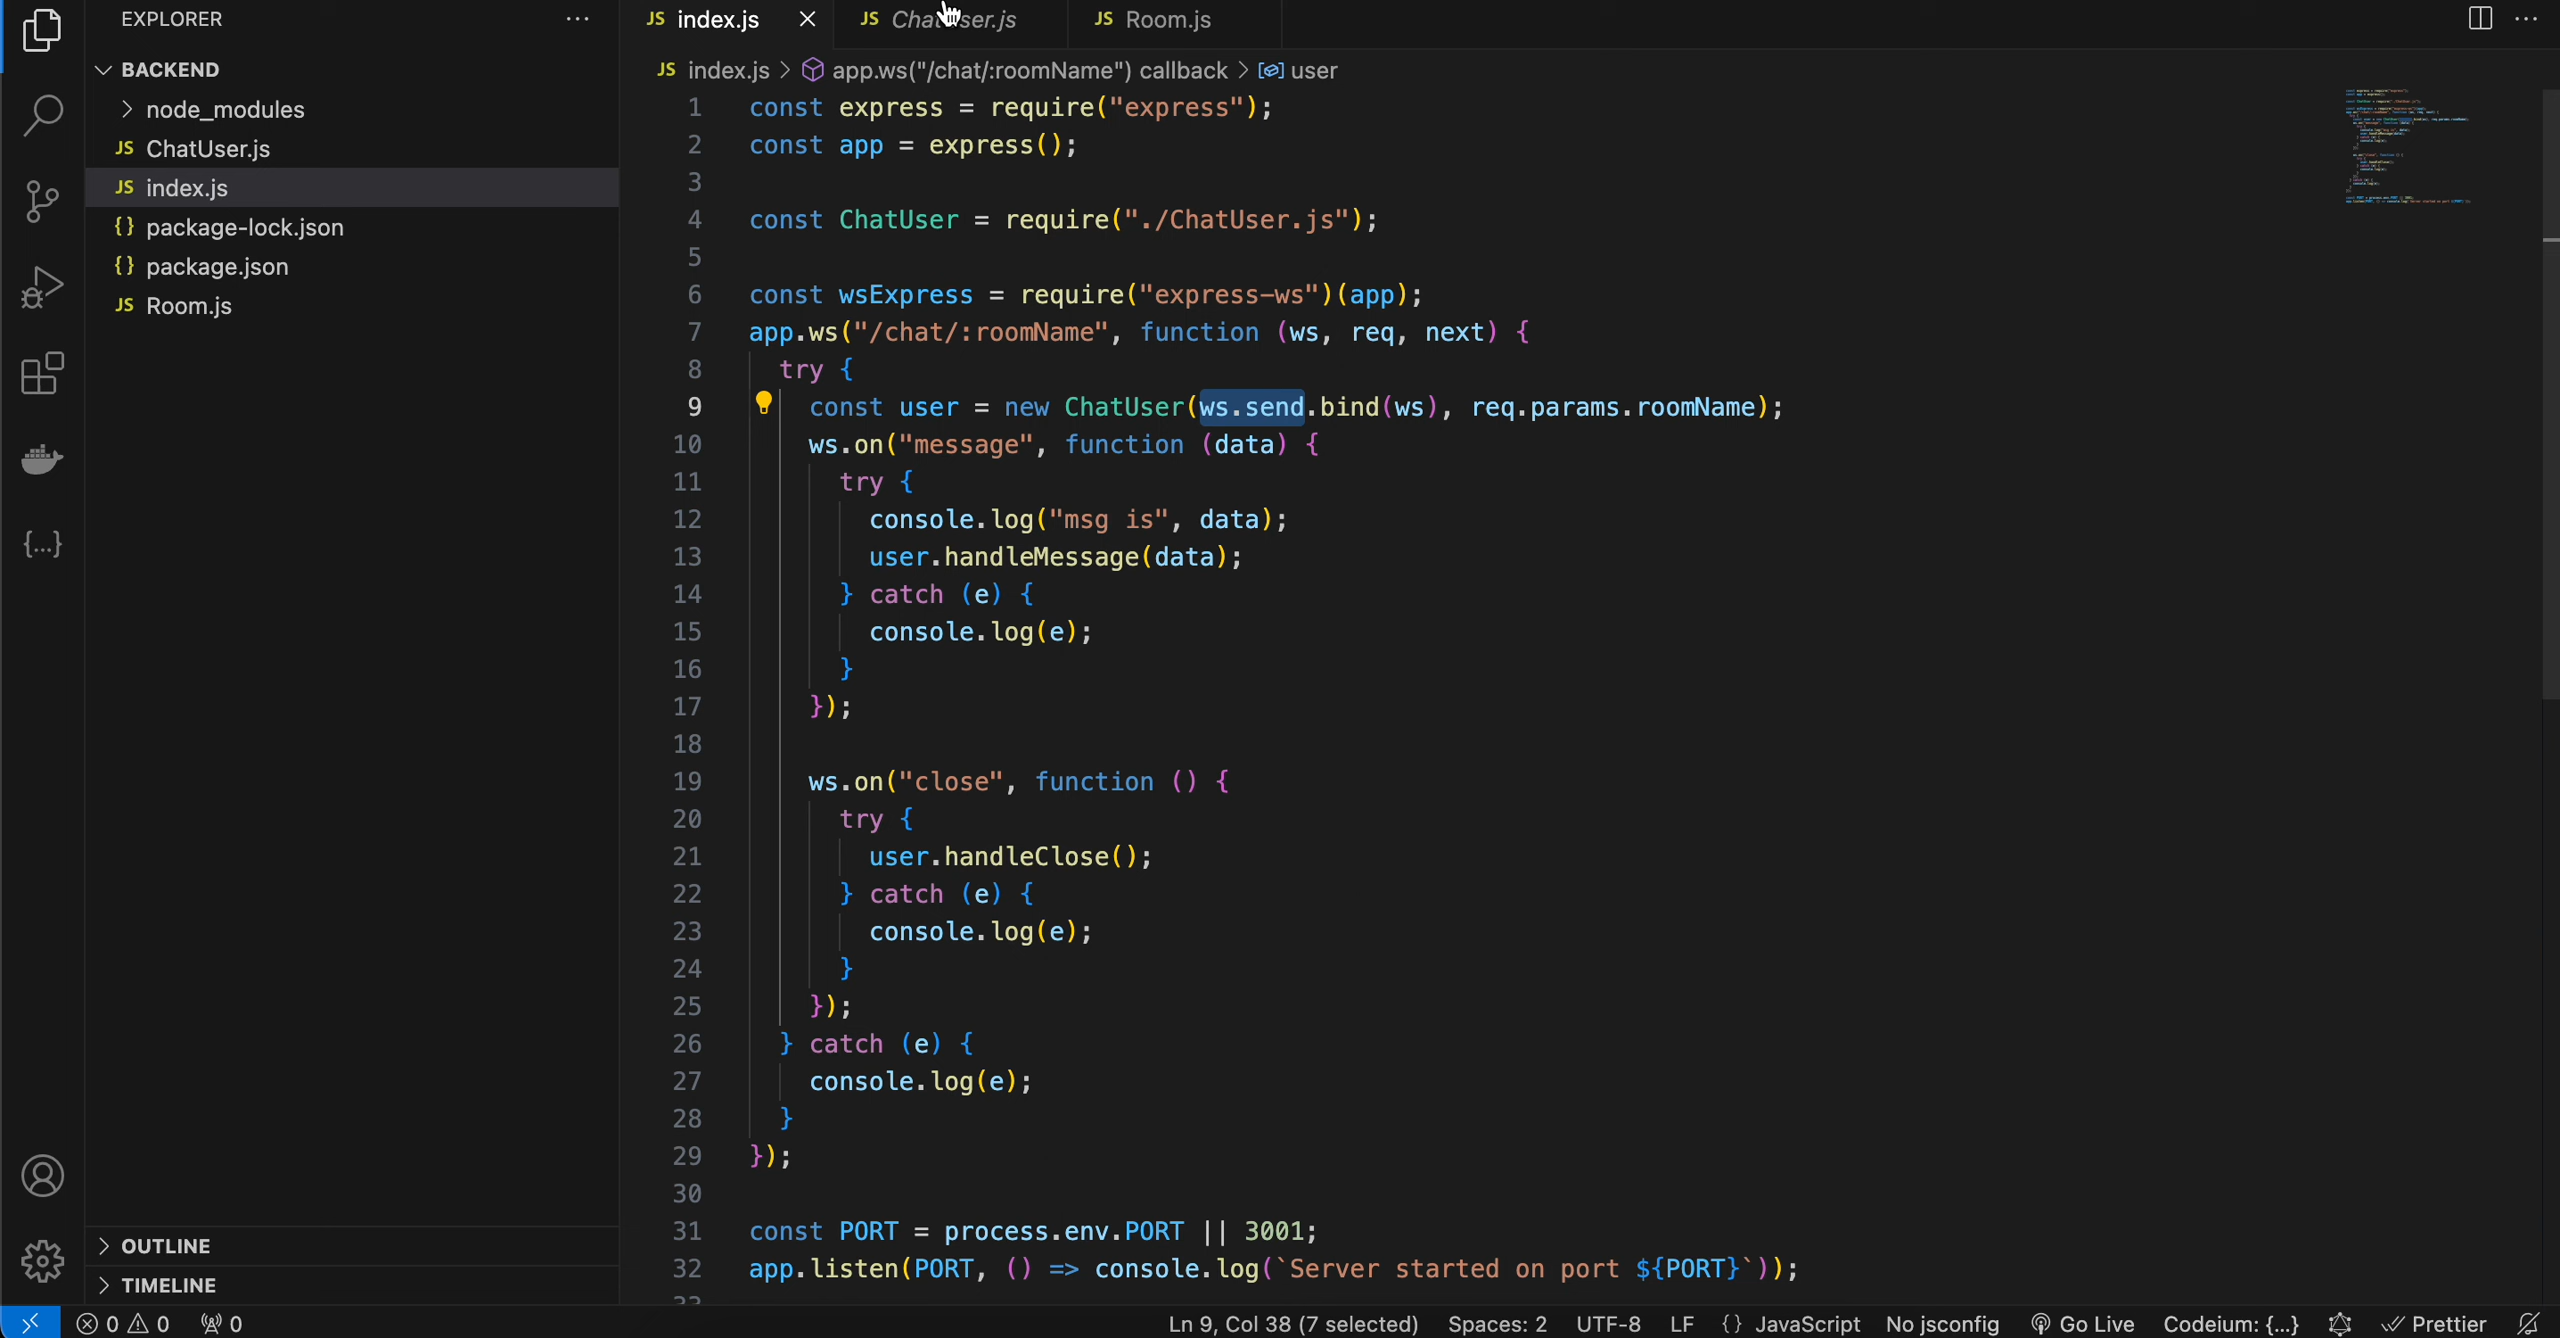 EXPLORER
BACKEND
node_modules
JS ChatUser.js
JS index.js
{} package-lock.json
{} package.json
JS Room.js
OUTLINE
TIMELINE
JS index.js
JS
JS Room.js
JS index.js > app.ws("/chat/:roomName") callback > user
1 const express = require("express");
2 const app = express();
3
4 const ChatUser = require("./ChatUser.js");
5
6 const wsExpress = require("express-ws")(app);
7 app.ws("/chat/:roomName", function (ws, req, next) {
8 try {
9 const user = new ChatUser(ws.send.bind(ws), req.params.roomName);
10 ws.on("message", function (data) {
11 try {
12 console.log("msg is", data);
13 user.handleMessage(data);
14 } catch (e) {
15 console.log(e);
16 }
17 });
18
19 ws.on("close", function () {
20 try {
21 user.handleClose();
22 } catch (e) {
23 console.log(e);
24 }
25 });
26 } catch (e) {
27 console.log(e);
28 }
29 });
30
31 const PORT = process.env.PORT || 3001;
32 app.listen(PORT, () => console.log(`Server started on port ${PORT}`));
0 0 0
Ln 9, Col 38 (7 selected) Spaces: 2 UTF-8 LF {} JavaScript No jsconfig Go Live Codeium: {...} Prettier